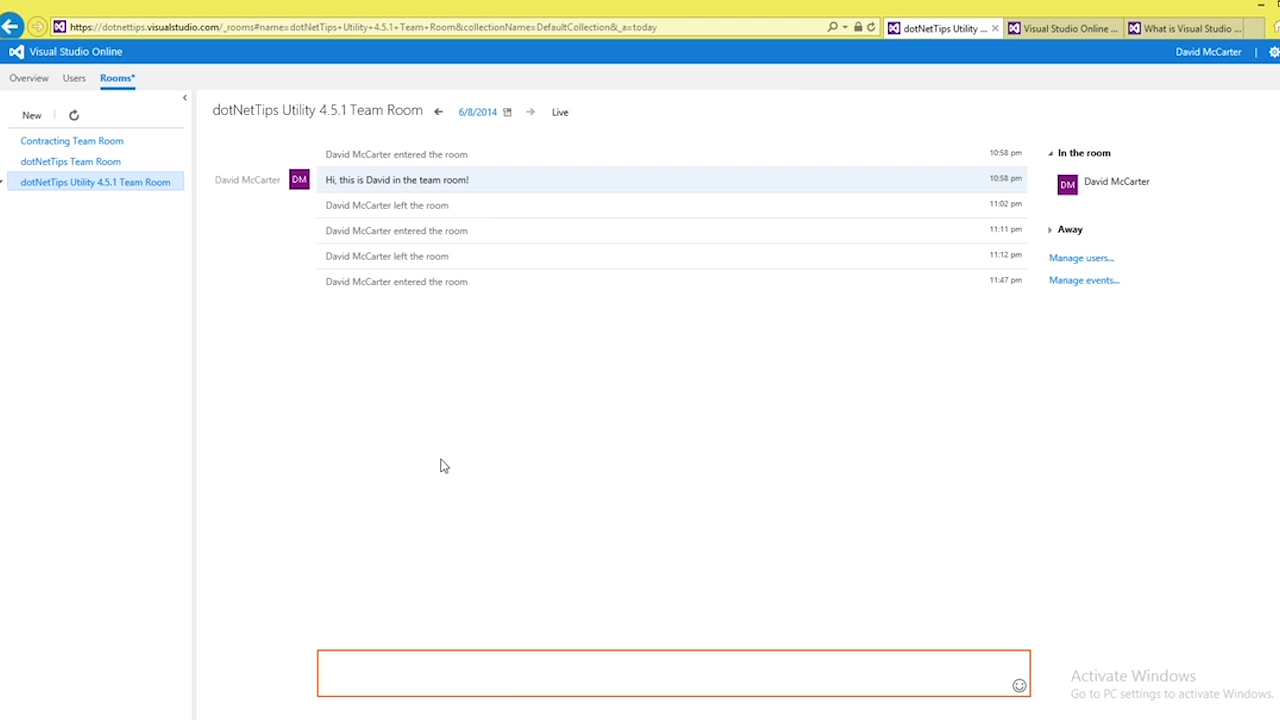 https://dotnettips.visualstudio.com/_rooms#name=dotNetTips+Utility+4.5.1+Team+Room&collectionName=DefaultCollection&_a=today
dotNetTips Utility ...
Visual Studio Online ...
What is Visual Studio ...
Visual Studio Online
David McCarter
Overview
Users
Rooms*
New
Contracting Team Room
dotNetTips Team Room
dotNetTips Utility 4.5.1 Team Room
dotNetTips Utility 4.5.1 Team Room
6/8/2014
Live
David McCarter entered the room 10:58 pm
David McCarter DM Hi, this is David in the team room! 10:58 pm
David McCarter left the room 11:02 pm
David McCarter entered the room 11:11 pm
David McCarter left the room 11:12 pm
David McCarter entered the room 11:47 pm
In the room
DM David McCarter
Away
Manage users...
Manage events...
Activate Windows
Go to PC settings to activate Windows.